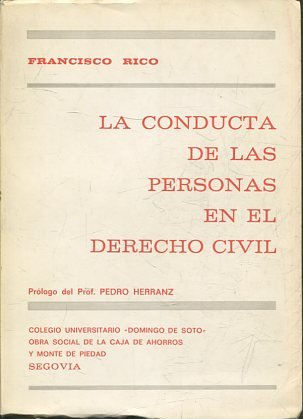 FRANCISCO RICO
LA CONDUCTA
DE LAS
PERSONAS
EN EL
DERECHO CIVIL
Prólogo del Prof. PEDRO HERRANZ
COLEGIO UNIVERSITARIO «DOMINGO DE SOTO»
OBRA SOCIAL DE LA CAJA DE AHORROS
Y MONTE DE PIEDAD
SEGOVIA